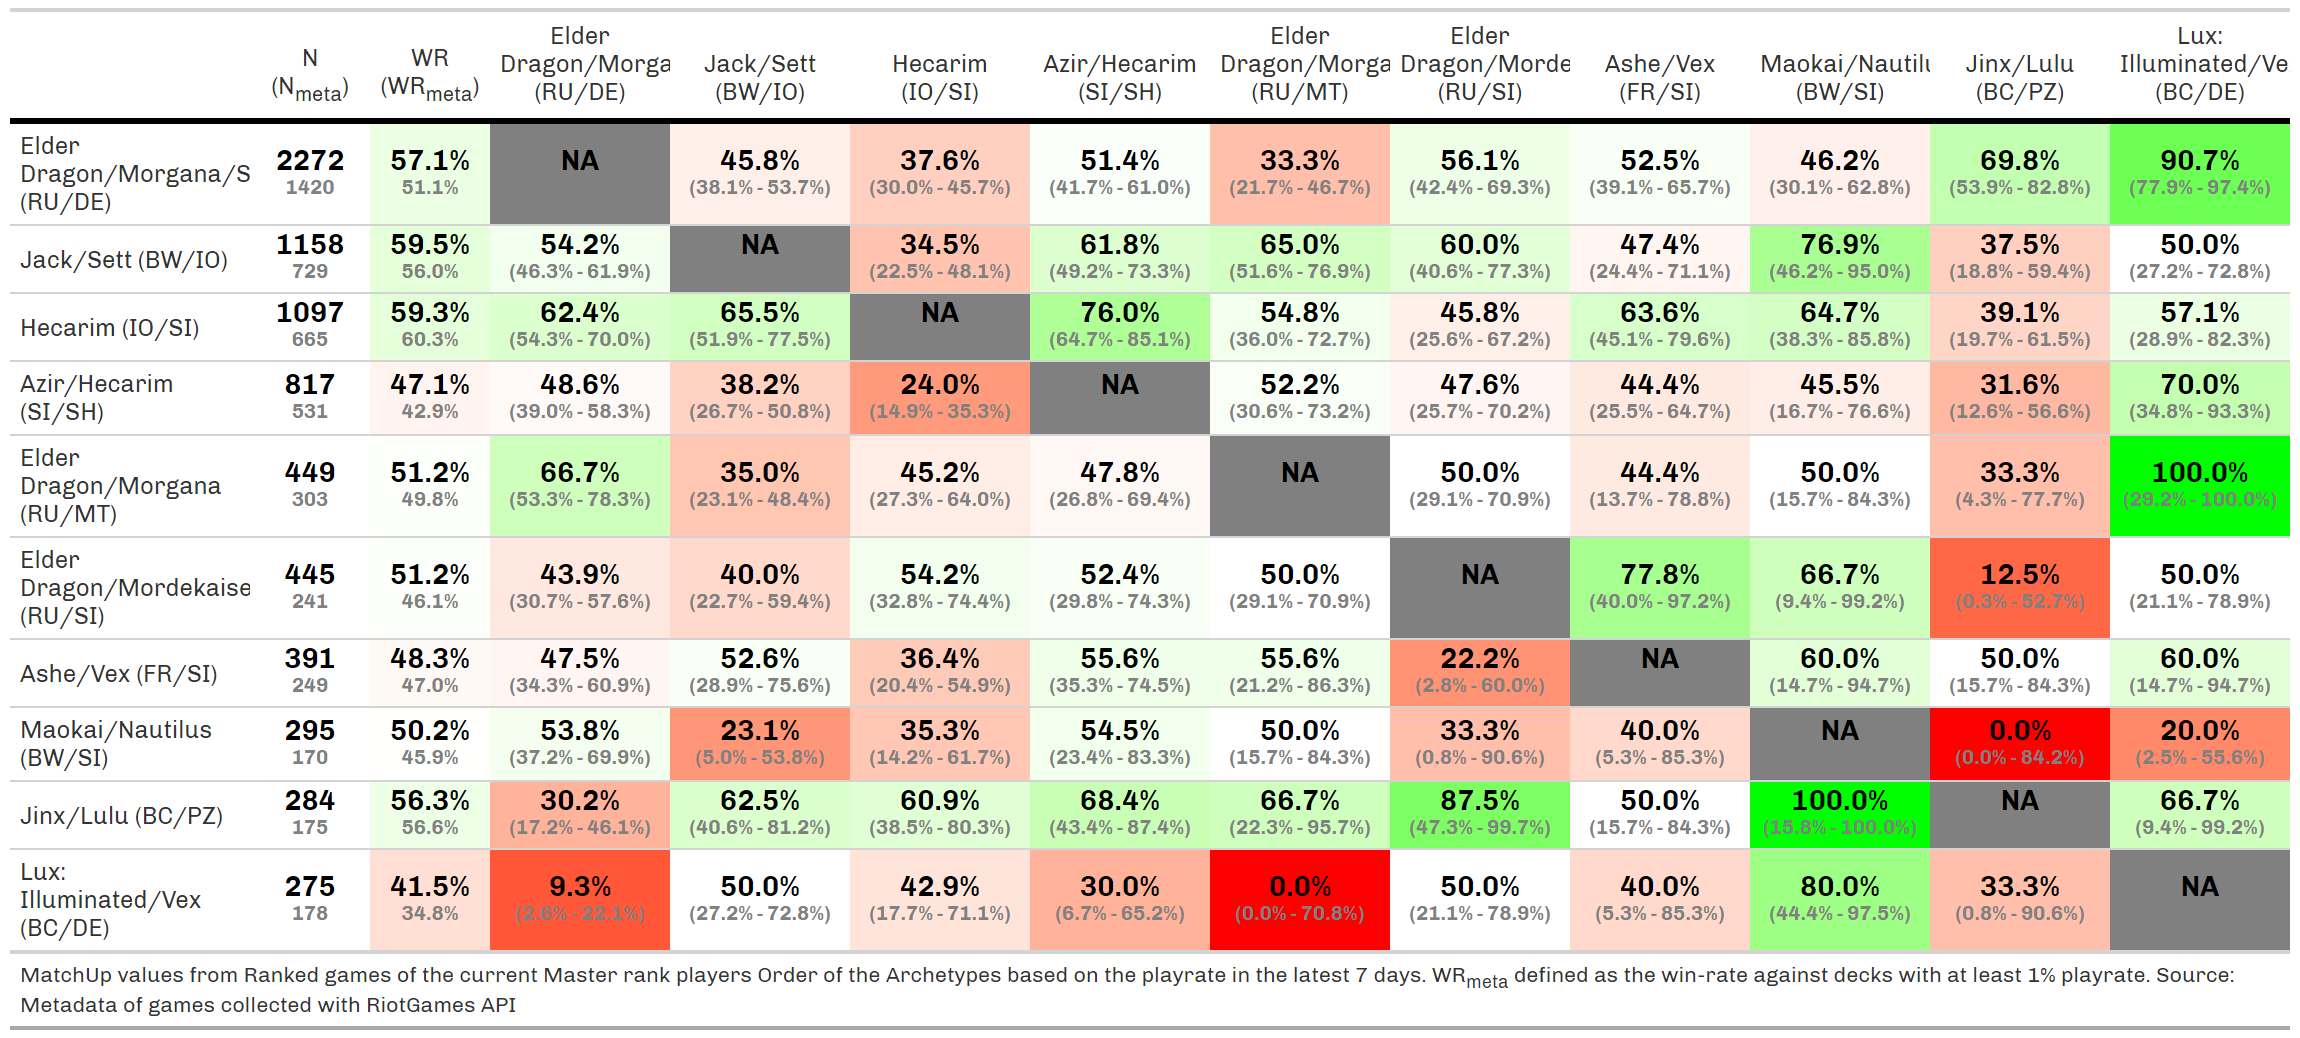 N (Nmeta) WR (WRmeta) Elder Dragon/Morga (RU/DE) Jack/Sett (BW/IO) Hecarim (IO/SI) Azir/Hecarim (SI/SH) Elder Dragon/Morga (RU/MT) Elder Dragon/Morde (RU/SI) Ashe/Vex (FR/SI) Maokai/Nautilu (BW/SI) Jinx/Lulu (BC/PZ) Lux: Illuminated/Ve (BC/DE)
Elder Dragon/Morgana/S (RU/DE) 2272 57.1% NA 45.8% 37.6% 51.4% 33.3% 56.1% 52.5% 46.2% 69.8% 90.7%
1420 51.1% (38.1% - 53.7%) (30.0% - 45.7%) (41.7% - 61.0%) (21.7% - 46.7%) (42.4% - 69.3%) (39.1% - 65.7%) (30.1% - 62.8%) (53.9% - 82.8%) (77.9% - 97.4%)
Jack/Sett (BW/IO) 1158 59.5% 54.2% NA 34.5% 61.8% 65.0% 60.0% 47.4% 76.9% 37.5% 50.0%
729 56.0% (46.3% - 61.9%) (22.5% - 48.1%) (49.2% - 73.3%) (51.6% - 76.9%) (40.6% - 77.3%) (24.4% - 71.1%) (46.2% - 95.0%) (18.8% - 59.4%) (27.2% - 72.8%)
Hecarim (IO/SI) 1097 59.3% 62.4% 65.5% NA 76.0% 54.8% 45.8% 63.6% 64.7% 39.1% 57.1%
665 60.3% (54.3% - 70.0%) (51.9% - 77.5%) (64.7% - 85.1%) (36.0% - 72.7%) (25.6% - 67.2%) (45.1% - 79.6%) (38.3% - 85.8%) (19.7% - 61.5%) (28.9% - 82.3%)
Azir/Hecarim (SI/SH) 817 47.1% 48.6% 38.2% 24.0% NA 52.2% 47.6% 44.4% 45.5% 31.6% 70.0%
531 42.9% (39.0% - 58.3%) (26.7% - 50.8%) (14.9% - 35.3%) (30.6% - 73.2%) (25.7% - 70.2%) (25.5% - 64.7%) (16.7% - 76.6%) (12.6% - 56.6%) (34.8% - 93.3%)
Elder Dragon/Morgana (RU/MT) 449 51.2% 66.7% 35.0% 45.2% 47.8% NA 50.0% 44.4% 50.0% 33.3% 100.0%
303 49.8% (53.3% - 78.3%) (23.1% - 48.4%) (27.3% - 64.0%) (26.8% - 69.4%) (29.1% - 70.9%) (13.7% - 78.8%) (15.7% - 84.3%) (4.3% - 77.7%) (29.2% - 100.0%)
Elder Dragon/Mordekaise (RU/SI) 445 51.2% 43.9% 40.0% 54.2% 52.4% 50.0% NA 77.8% 66.7% 12.5% 50.0%
241 46.1% (30.7% - 57.6%) (22.7% - 59.4%) (32.8% - 74.4%) (29.8% - 74.3%) (29.1% - 70.9%) (40.0% - 97.2%) (9.4% - 99.2%) (0.3% - 52.7%) (21.1% - 78.9%)
Ashe/Vex (FR/SI) 391 48.3% 47.5% 52.6% 36.4% 55.6% 55.6% 22.2% NA 60.0% 50.0% 60.0%
249 47.0% (34.3% - 60.9%) (28.9% - 75.6%) (20.4% - 54.9%) (35.3% - 74.5%) (21.2% - 86.3%) (2.8% - 60.0%) (14.7% - 94.7%) (15.7% - 84.3%) (14.7% - 94.7%)
Maokai/Nautilus (BW/SI) 295 50.2% 53.8% 23.1% 35.3% 54.5% 50.0% 33.3% 40.0% NA 0.0% 20.0%
170 45.9% (37.2% - 69.9%) (5.0% - 53.8%) (14.2% - 61.7%) (23.4% - 83.3%) (15.7% - 84.3%) (0.8% - 90.6%) (5.3% - 85.3%) (0.0% - 84.2%) (2.5% - 55.6%)
Jinx/Lulu (BC/PZ) 284 56.3% 30.2% 62.5% 60.9% 68.4% 66.7% 87.5% 50.0% 100.0% NA 66.7%
175 56.6% (17.2% - 46.1%) (40.6% - 81.2%) (38.5% - 80.3%) (43.4% - 87.4%) (22.3% - 95.7%) (47.3% - 99.7%) (15.7% - 84.3%) (15.8% - 100.0%) (9.4% - 99.2%)
Lux: Illuminated/Vex (BC/DE) 275 41.5% 9.3% 50.0% 42.9% 30.0% 0.0% 50.0% 40.0% 80.0% 33.3% NA
178 34.8% (2.6% - 22.1%) (27.2% - 72.8%) (17.7% - 71.1%) (6.7% - 65.2%) (0.0% - 70.8%) (21.1% - 78.9%) (5.3% - 85.3%) (44.4% - 97.5%) (0.8% - 90.6%)
MatchUp values from Ranked games of the current Master rank players Order of the Archetypes based on the playrate in the latest 7 days. WRmeta defined as the win-rate against decks with at least 1% playrate. Source:
Metadata of games collected with RiotGames API